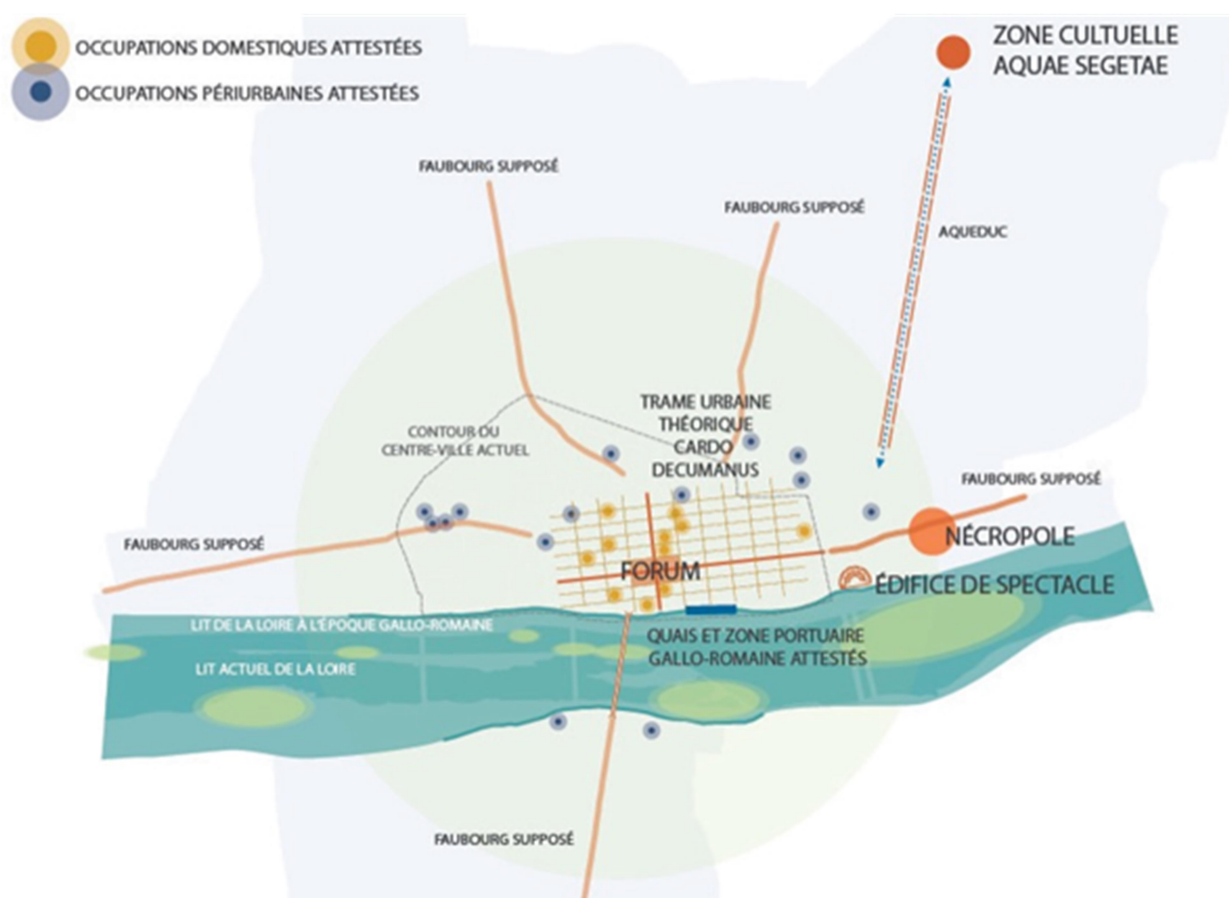 OCCUPATIONS DOMESTIQUES ATTESTÉES
OCCUPATIONS PÉRIURBAINES ATTESTÉES
ZONE CULTUELLE
AQUAE SEGETAE
FAUBOURG SUPPOSÉ
FAUBOURG SUPPOSÉ
AQUEDUC
TRAME URBAINE
THÉORIQUE
CARDO
DECUMANUS
CONTOUR DU
CENTRE-VILLE ACTUEL
FAUBOURG SUPPOSÉ
FAUBOURG SUPPOSÉ
NÉCROPOLE
FORUM
ÉDIFICE DE SPECTACLE
LIT DE LA LOIRE À L'ÉPOQUE GALLO-ROMAINE
QUAIS ET ZONE PORTUAIRE
GALLO-ROMAINE ATTESTÉS
LIT ACTUEL DE LA LOIRE
FAUBOURG SUPPOSÉ